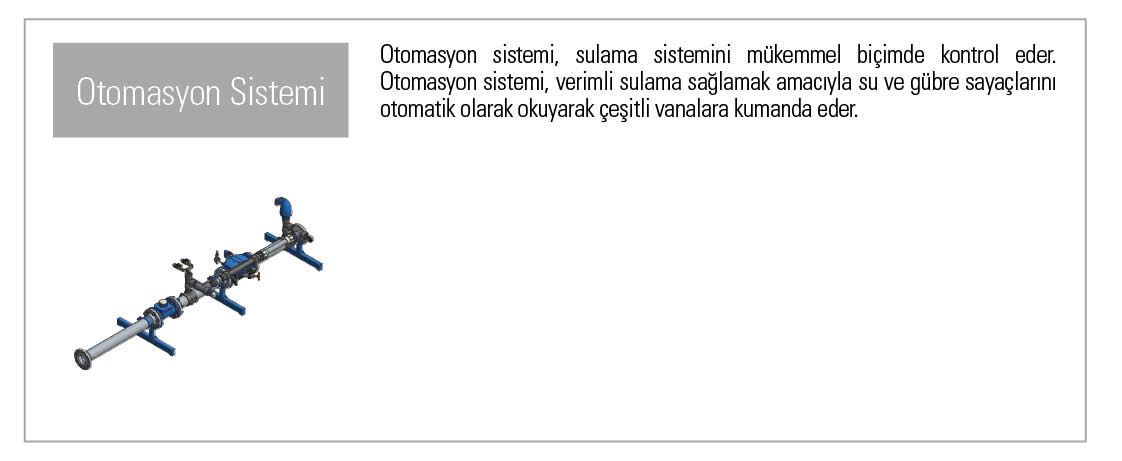 Otomasyon Sistemi
Otomasyon sistemi, sulama sistemini mükemmel biçimde kontrol eder.
Otomasyon sistemi, verimli sulama sağlamak amacıyla su ve gübre sayaçlarını
otomatik olarak okuyarak çeşitli vanalara kumanda eder.